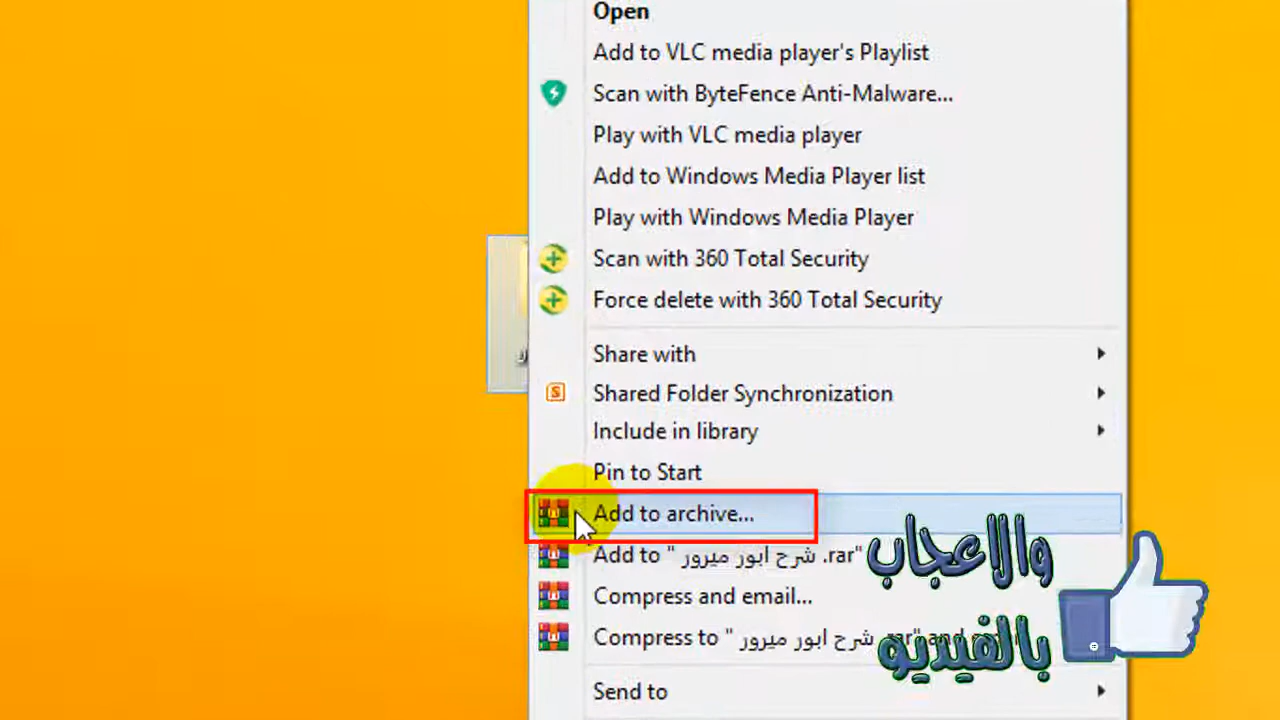 Open
Add to VLC media player's Playlist
Scan with ByteFence Anti-Malware...
Play with VLC media player
Add to Windows Media Player list
Play with Windows Media Player
Scan with 360 Total Security
Force delete with 360 Total Security
Share with
Shared Folder Synchronization
Include in library
Pin to Start
Add to archive...
Add to " شرح ابور ميرور .rar"
Compress and email...
Compress to " شرح ابور ميرور
Send to
والاعجاب
بالفيديو